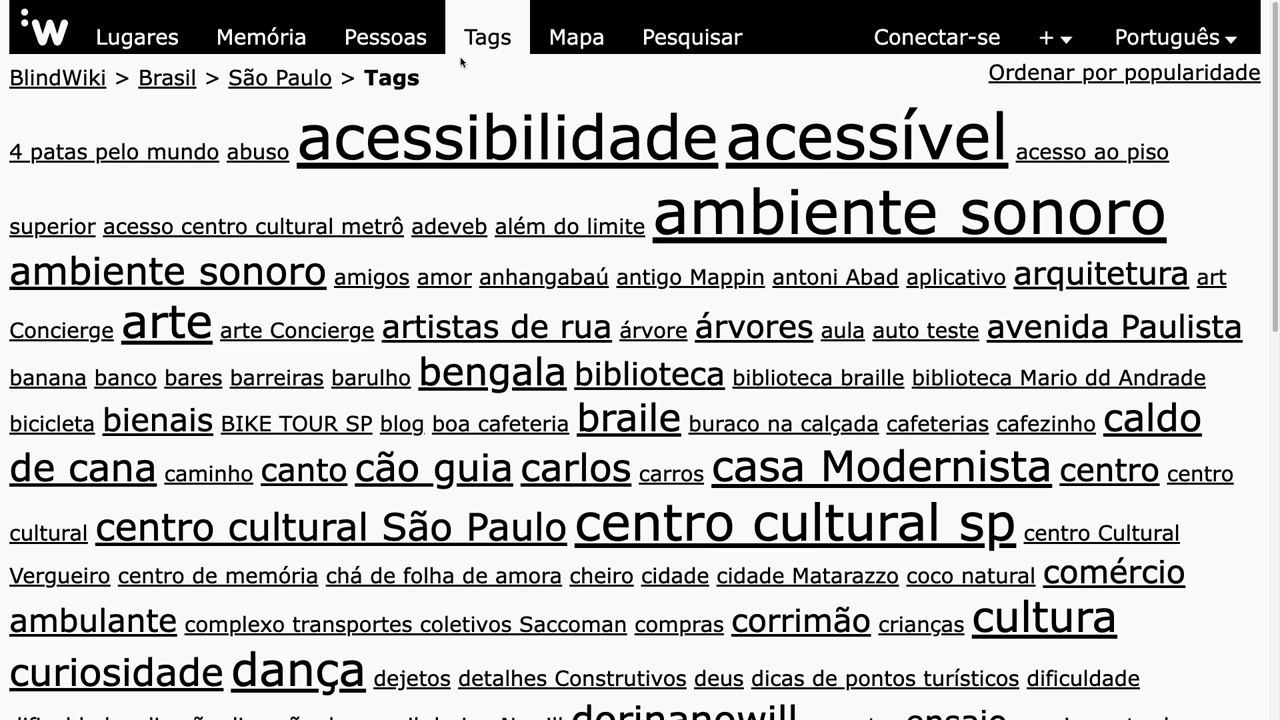 :w Lugares Memória Pessoas Tags Mapa Pesquisar Conectar-se + Português
BlindWiki > Brasil > São Paulo > Tags Ordenar por popularidade
4 patas pelo mundo abuso acessibilidade acessível acesso ao piso
superior acesso centro cultural metrô adeveb além do limite ambiente sonoro
ambiente sonoro amigos amor anhangabaú antigo Mappin antoni Abad aplicativo arquitetura art
Concierge arte arte Concierge artistas de rua árvore árvores aula auto teste avenida Paulista
banana banco bares barreiras barulho bengala biblioteca biblioteca braille biblioteca Mario dd Andrade
bicicleta bienais BIKE TOUR SP blog boa cafeteria braile buraco na calçada cafeterias cafezinho caldo
de cana caminho canto cão guia carlos carros casa Modernista centro centro
cultural centro cultural São Paulo centro cultural sp centro Cultural
Vergueiro centro de memória chá de folha de amora cheiro cidade cidade Matarazzo coco natural comércio
ambulante complexo transportes coletivos Saccoman compras corrimão crianças cultura
curiosidade dança dejetos detalhes Construtivos deus dicas de pontos turísticos dificuldade
dorinanowill ensaio